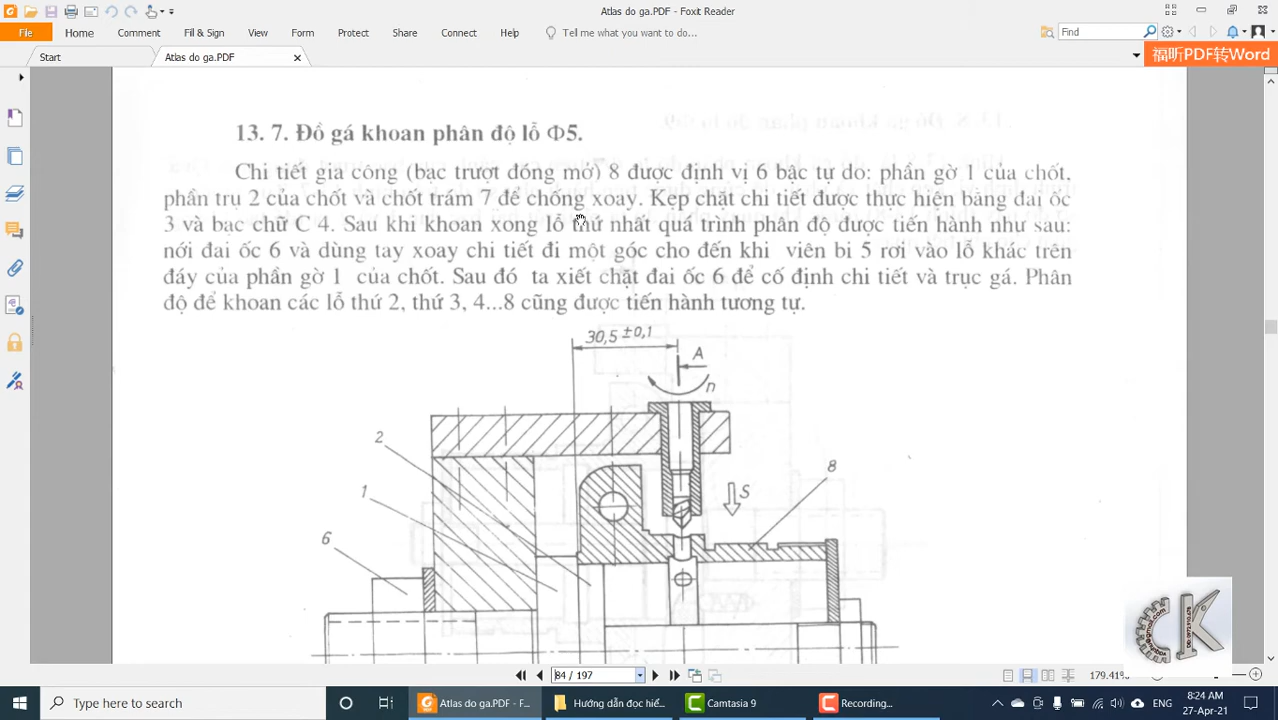 Atlas do ga.PDF - Foxit Reader
File
Home
Comment
Fill & Sign
View
Form
Protect
Share
Connect
Help
Tell me what you want to do...
Find
Start
Atlas do ga.PDF
福昕PDF转Word
13. 7. Đồ gá khoan phân độ lỗ Φ5.
Chi tiết gia công (bạc trượt đóng mở) 8 được định vị 6 bậc tự do: phần gờ 1 của chốt,
phần trụ 2 của chốt và chốt trám 7 để chống xoay. Kẹp chặt chi tiết được thực hiện bằng đai ốc
3 và bạc chữ C 4. Sau khi khoan xong lỗ thứ nhất quá trình phân độ được tiến hành như sau:
nới đai ốc 6 và dùng tay xoay chi tiết đi một góc cho đến khi viên bi 5 rơi vào lỗ khác trên
đáy của phần gờ 1 của chốt. Sau đó ta xiết chặt đai ốc 6 để cố định chi tiết và trục gá. Phân
độ để khoan các lỗ thứ 2, thứ 3, 4...8 cũng được tiến hành tương tự.
30,5 ±0,1
A
n
2
8
S
1
6
84 / 197
179.41%
Type here to search
Atlas do ga.PDF - F...
Hướng dẫn đọc hiể...
Camtasia 9
Recording...
8:24 AM
27-Apr-21